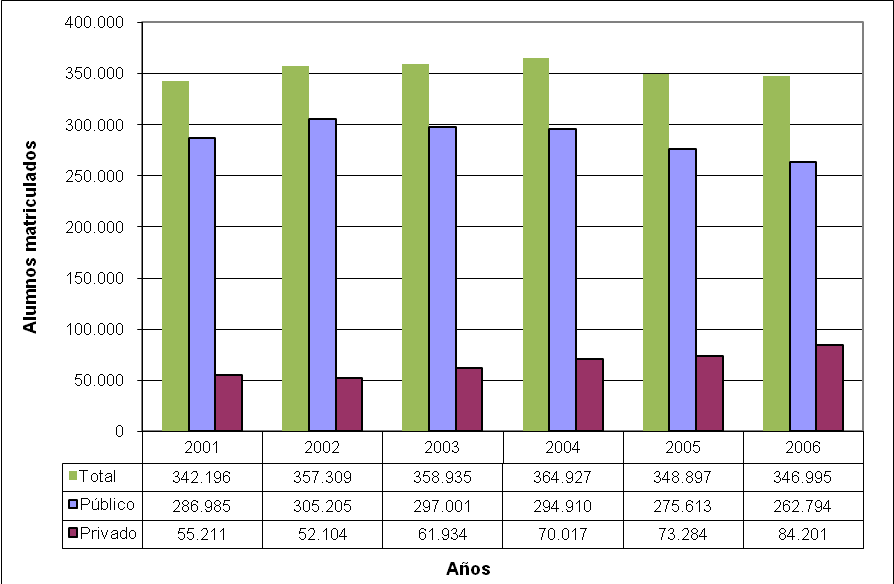 400.000
350.000
300.000
250.000
200.000
150.000
100.000
50.000
0
Alumnos matriculados
2001 2002 2003 2004 2005 2006
Total 342.196 357.309 358.935 364.927 348.897 346.995
Público 286.985 305.205 297.001 294.910 275.613 262.794
Privado 55.211 52.104 61.934 70.017 73.284 84.201
Años